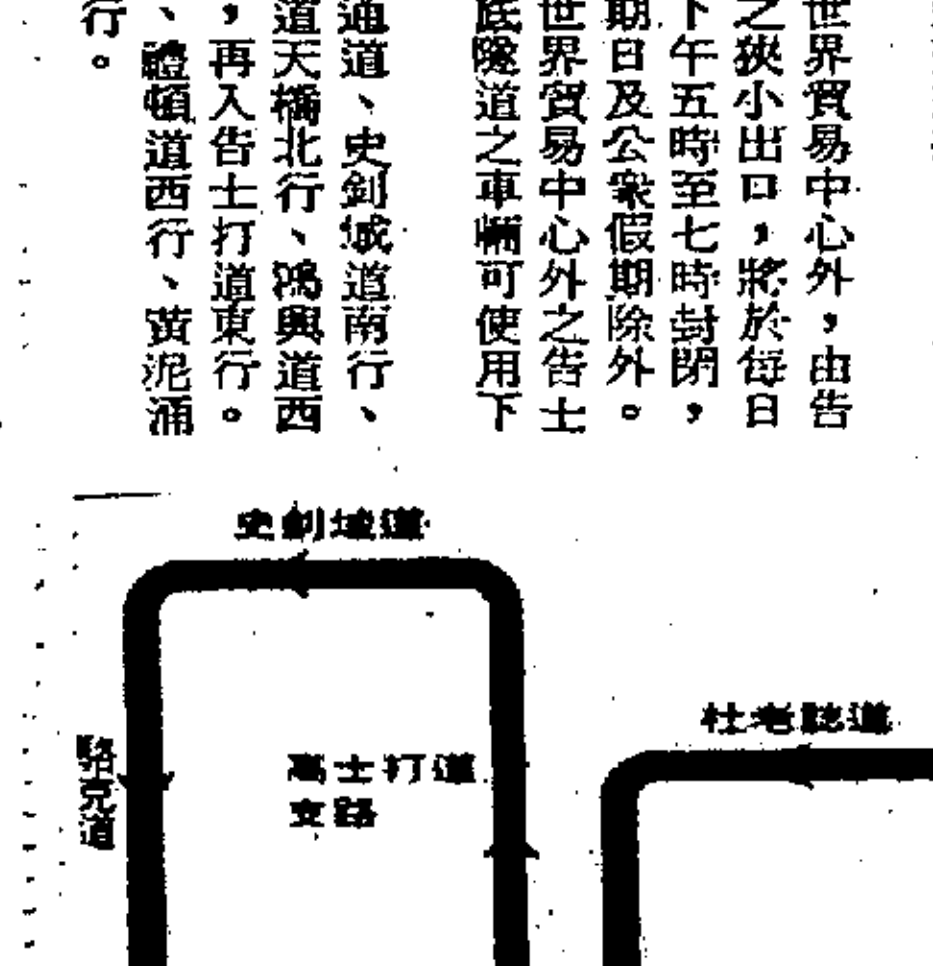 世界貿易中心外，由告
之狹小出口，將於每日
下午五時至七時封閉，
期日及公衆假期除外。
世界貿易中心外之告士
底隧道之車輛可使用下
通道、史釗域道南行、
道天橋北行、鴻興道西
，再入告士打道東行。
、禮頓道西行、黃泥涌
行。
史釗域道
杜老誌道
駱克道
高士打道
支路